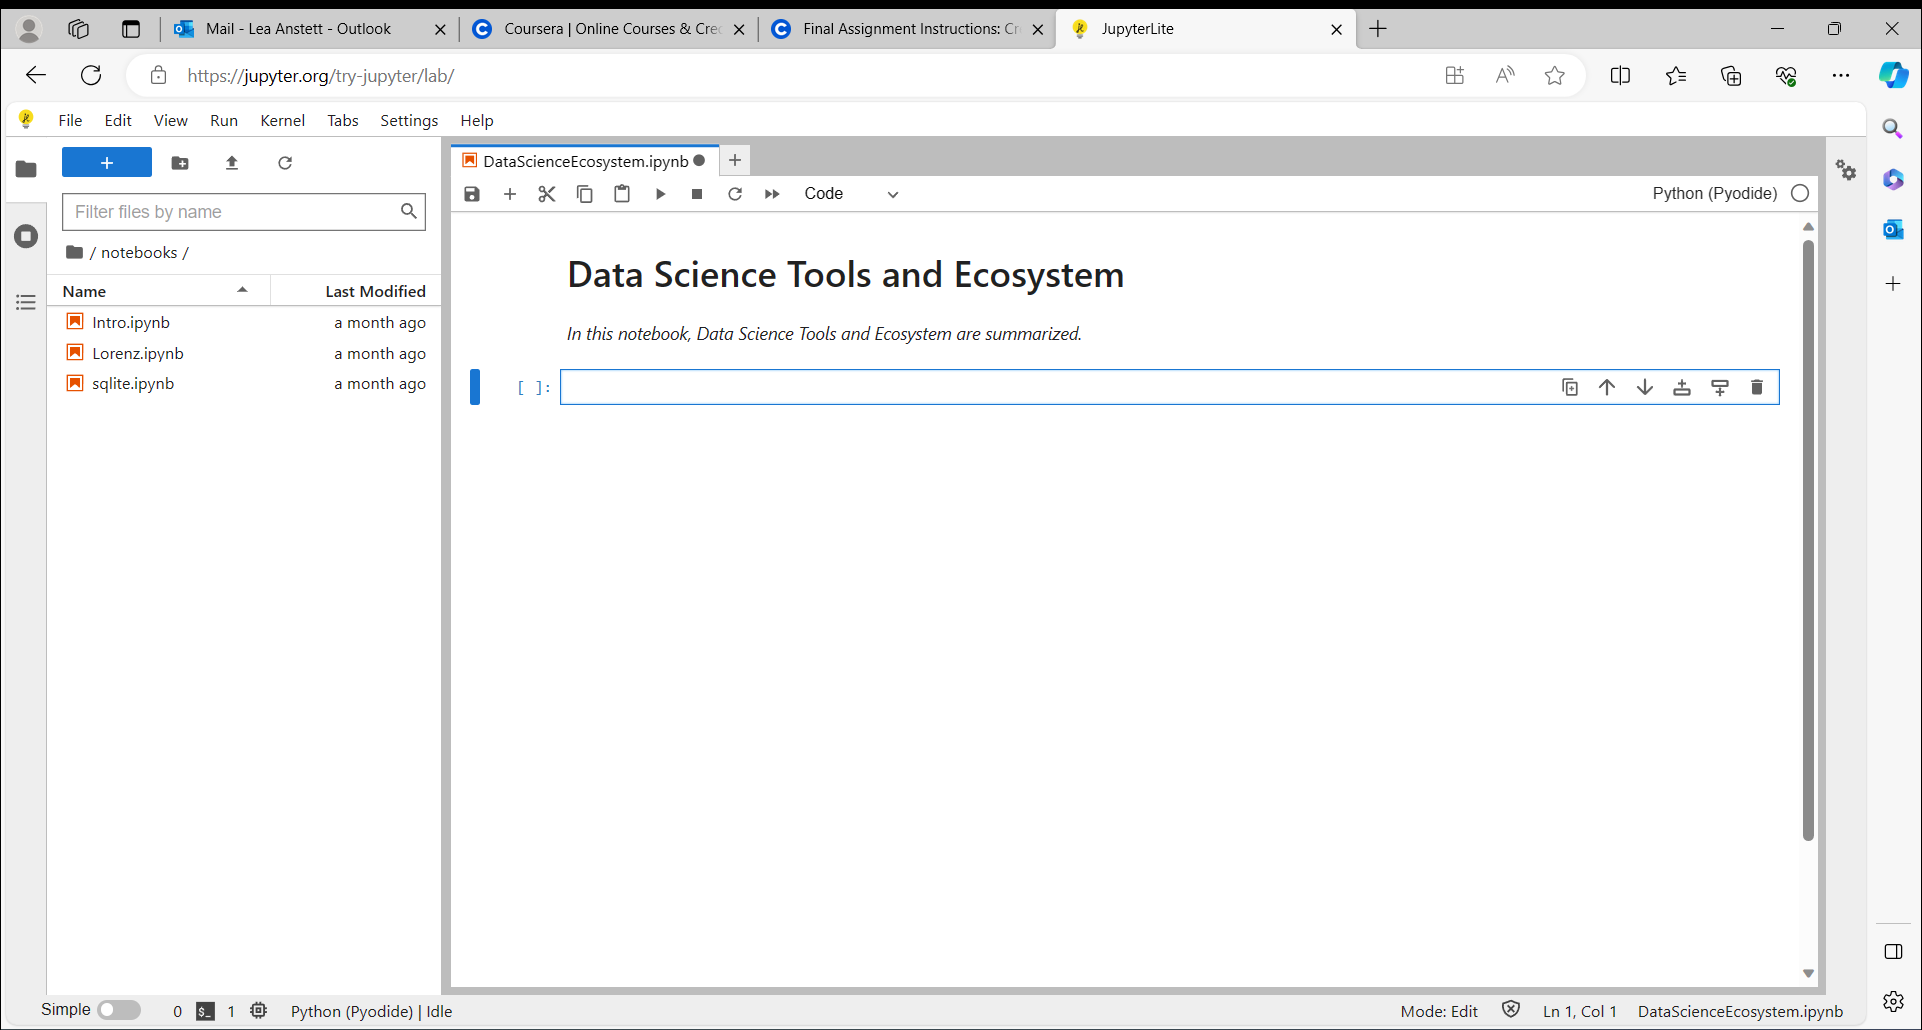 Mail - Lea Anstett - Outlook
Coursera | Online Courses & Crec
Final Assignment Instructions: Cr
JupyterLite
https://jupyter.org/try-jupyter/lab/
File Edit View Run Kernel Tabs Settings Help
+
DataScienceEcosystem.ipynb
Code
Python (Pyodide)
Filter files by name
/ notebooks /
Name Last Modified
Intro.ipynb a month ago
Lorenz.ipynb a month ago
sqlite.ipynb a month ago
Data Science Tools and Ecosystem
In this notebook, Data Science Tools and Ecosystem are summarized.
[ ]:
Simple 0 $_ 1 Python (Pyodide) | Idle
Mode: Edit Ln 1, Col 1 DataScienceEcosystem.ipynb